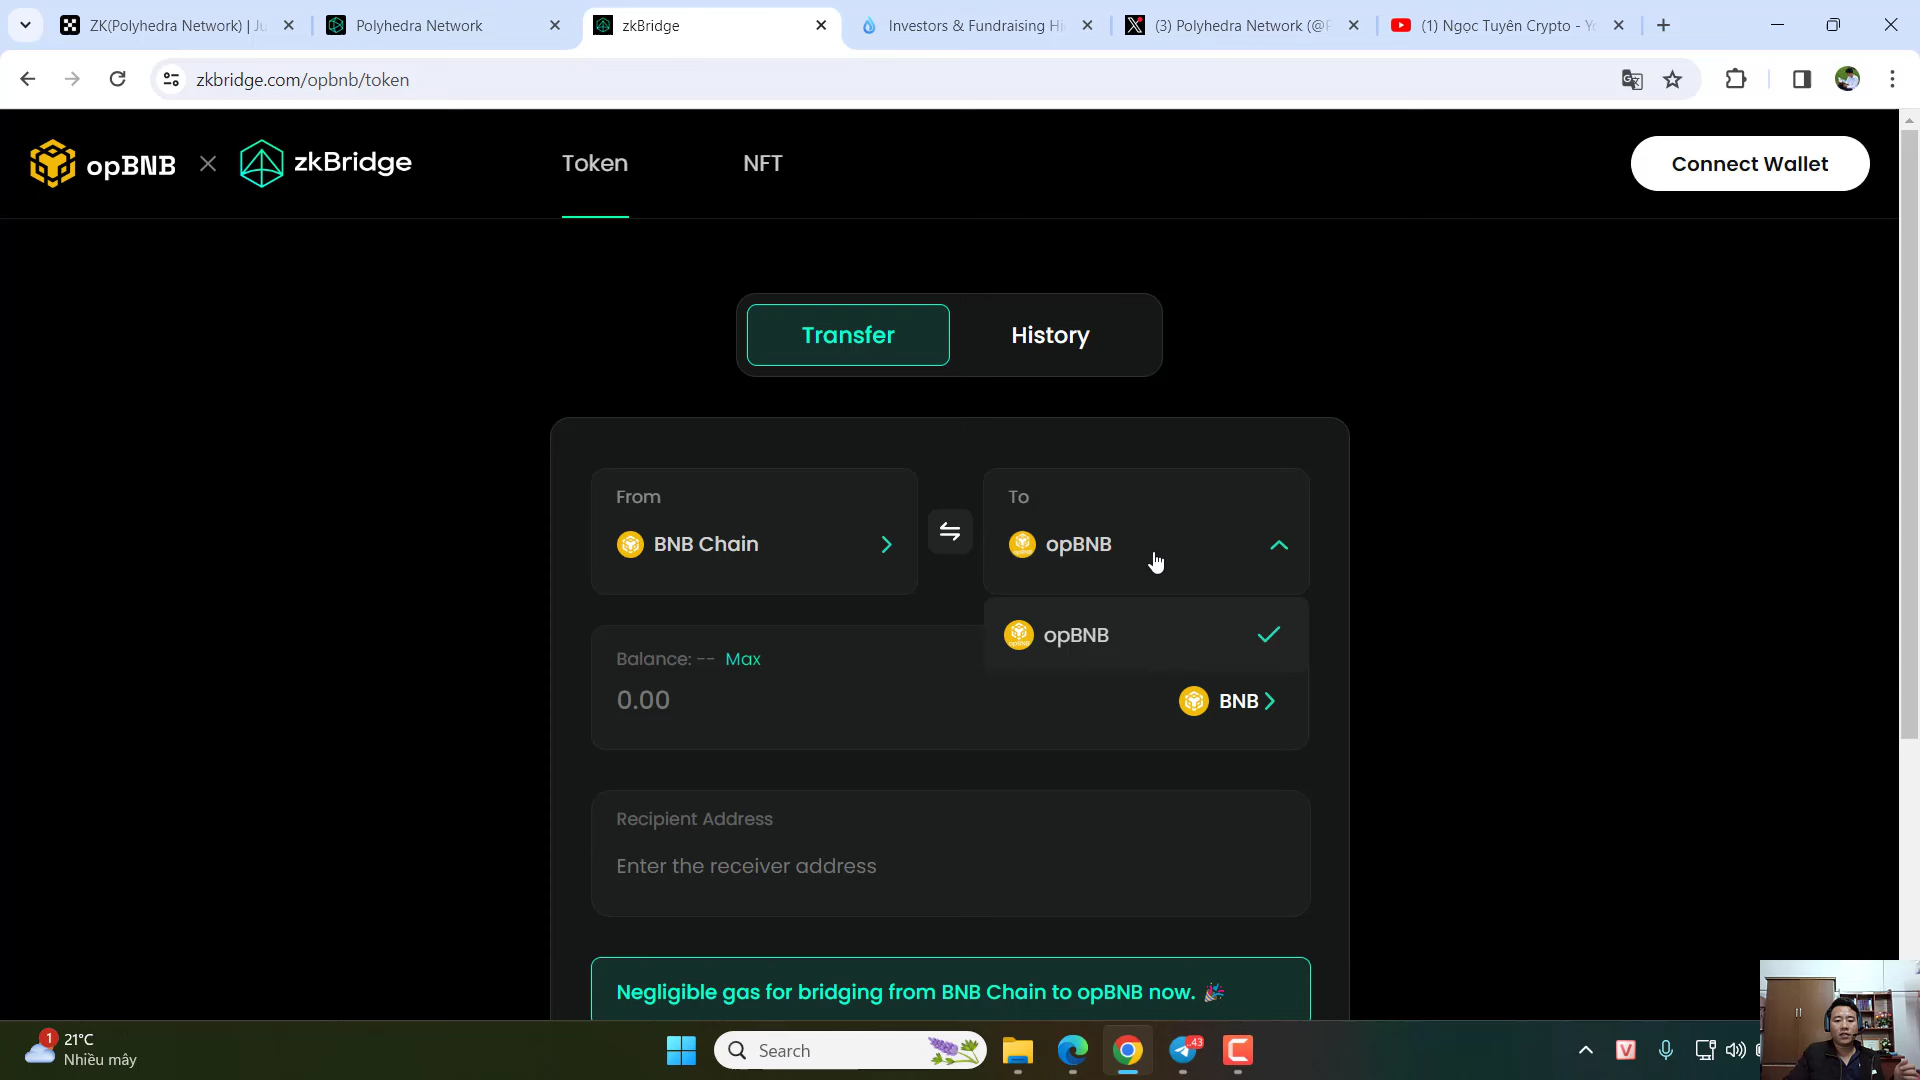 ZK(Polyhedra Network) | Ju
Polyhedra Network
zkBridge
Investors & Fundraising Hi
(3) Polyhedra Network (@P
(1) Ngọc Tuyên Crypto - Yo
zkbridge.com/opbnb/token
opBNB
zkBridge
Token
NFT
Connect Wallet
Transfer
History
From
BNB Chain
To
opBNB
opBNB
Balance: -- Max
0.00
BNB
Recipient Address
Enter the receiver address
Negligible gas for bridging from BNB Chain to opBNB now. 🎉
1
21°C
Nhiều mây
Search
43
V